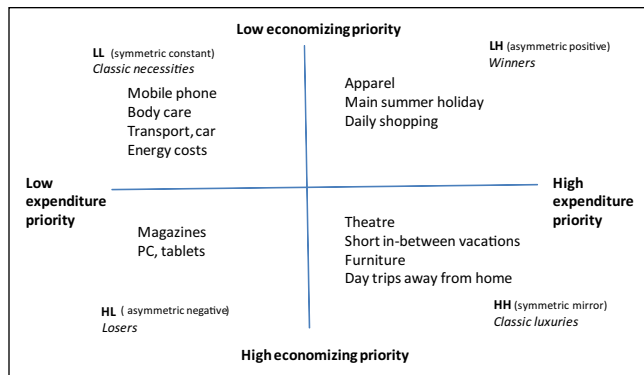 Low economizing priority
LL (symmetric constant)
Classic necessities
LH (asymmetric positive)
Winners
Mobile phone
Body care
Transport, car
Energy costs
Apparel
Main summer holiday
Daily shopping
Low
expenditure
priority
High
expenditure
priority
Magazines
PC, tablets
Theatre
Short in-between vacations
Furniture
Day trips away from home
HL ( asymmetric negative)
Losers
HH (symmetric mirror)
Classic luxuries
High economizing priority